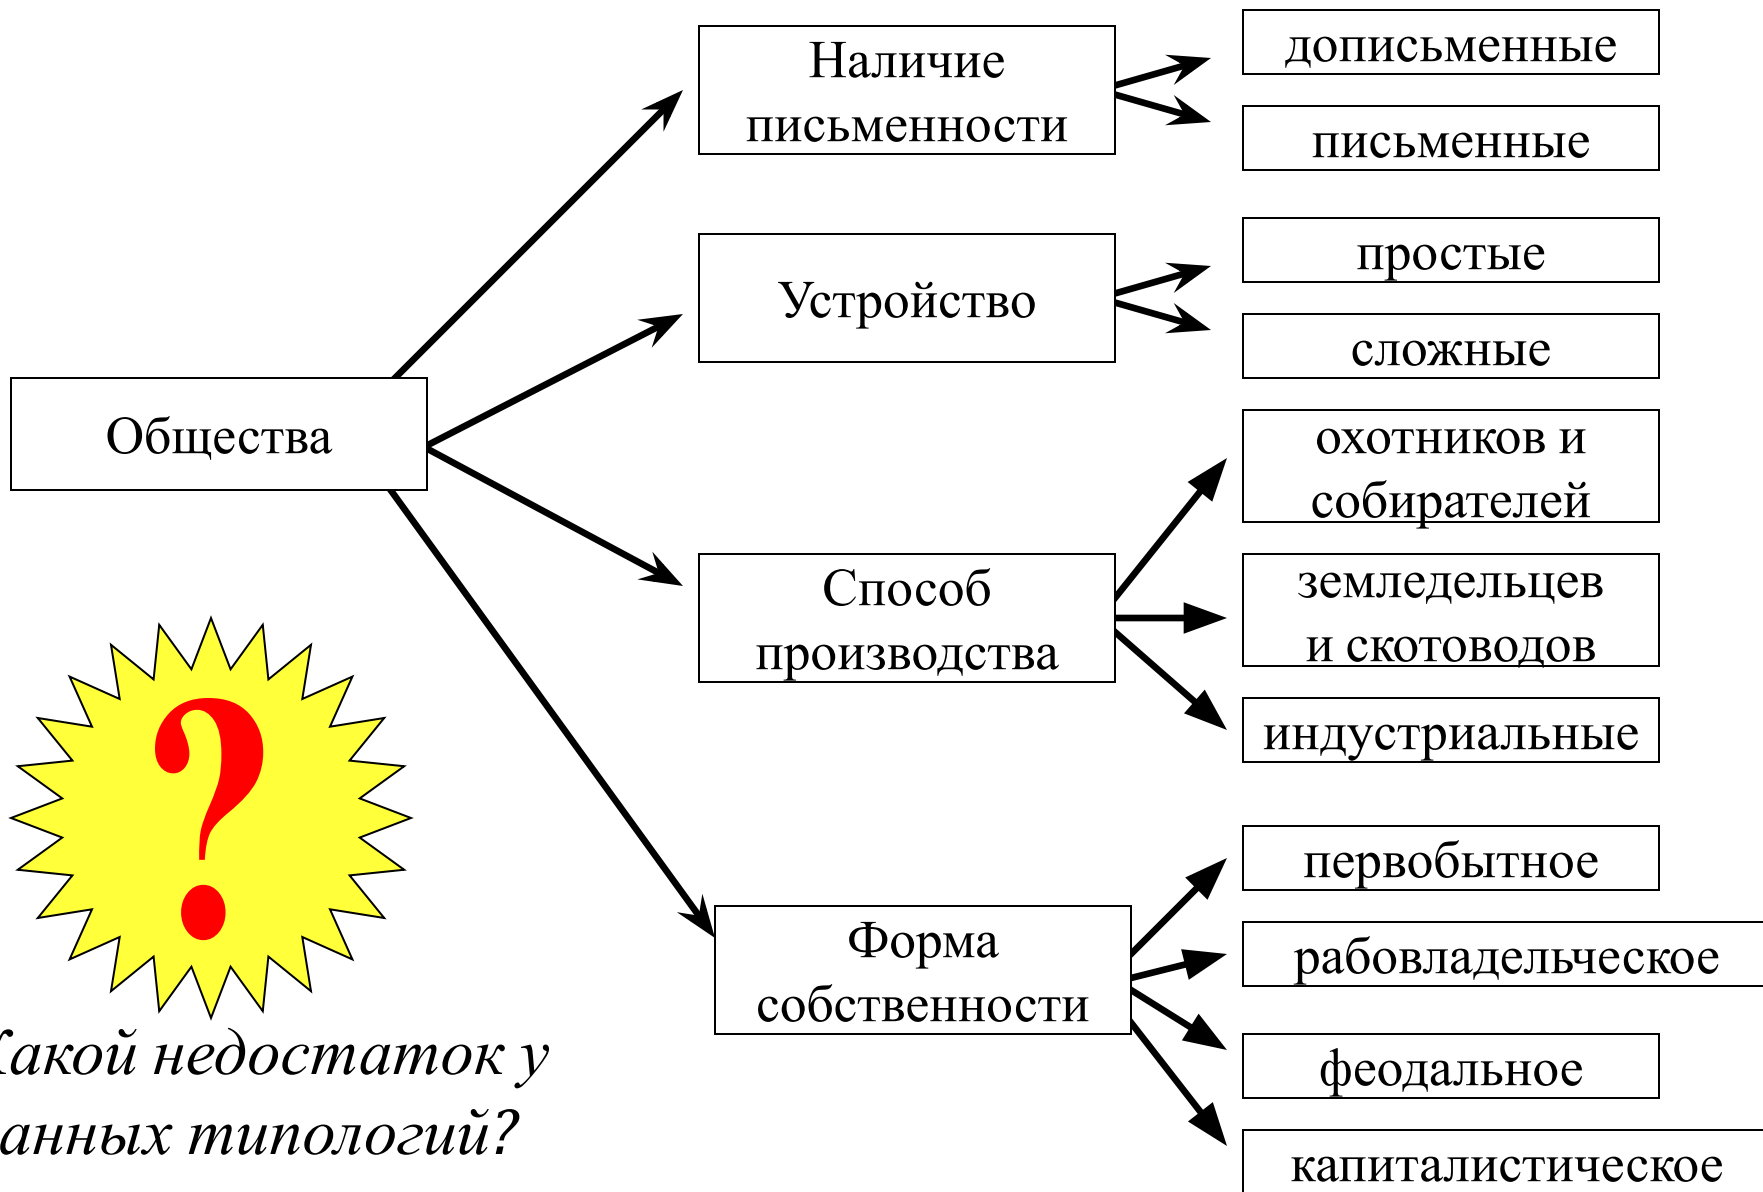 Наличие
письменности
дописьменные
письменные
Устройство
простые
сложные
Общества
Способ
производства
охотников и
собирателей
земледельцев
и скотоводов
индустриальные
?
Форма
собственности
первобытное
рабовладельческое
феодальное
капиталистическое
Какой недостаток у
анных типологий?